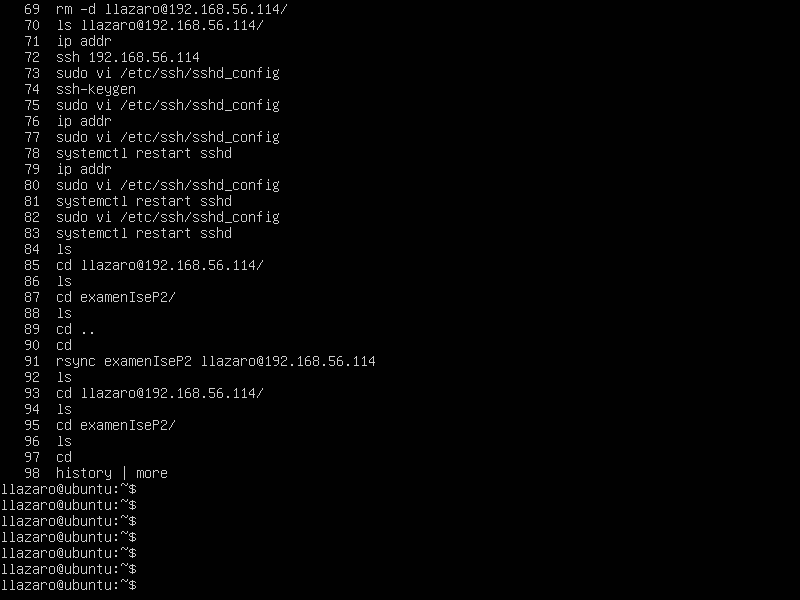 69  rm -d llazaro@192.168.56.114/
70  ls llazaro@192.168.56.114/
71  ip addr
72  ssh 192.168.56.114
73  sudo vi /etc/ssh/sshd_config
74  ssh-keygen
75  sudo vi /etc/ssh/sshd_config
76  ip addr
77  sudo vi /etc/ssh/sshd_config
78  systemctl restart sshd
79  ip addr
80  sudo vi /etc/ssh/sshd_config
81  systemctl restart sshd
82  sudo vi /etc/ssh/sshd_config
83  systemctl restart sshd
84  ls
85  cd llazaro@192.168.56.114/
86  ls
87  cd examenIseP2/
88  ls
89  cd ..
90  cd
91  rsync examenIseP2 llazaro@192.168.56.114
92  ls
93  cd llazaro@192.168.56.114/
94  ls
95  cd examenIseP2/
96  ls
97  cd
98  history | more
llazaro@ubuntu:~$
llazaro@ubuntu:~$
llazaro@ubuntu:~$
llazaro@ubuntu:~$
llazaro@ubuntu:~$
llazaro@ubuntu:~$
llazaro@ubuntu:~$